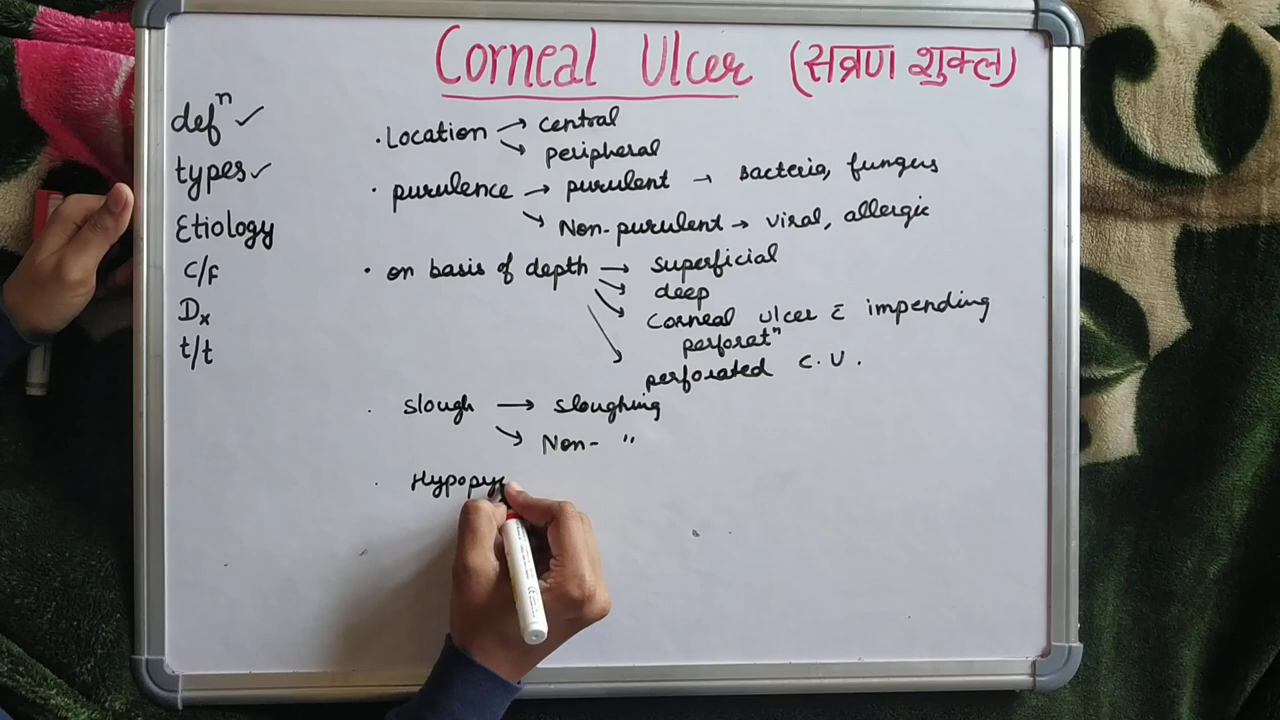 Corneal Ulcer (सव्रण शुक्ल)
defⁿ ✓
types ✓
Etiology
C/F
Dx
t/t
· Location → central
↘ peripheral
· purulence → purulent → Bacteria, fungus
↘ Non-purulent → viral, allergic
· on basis of depth → superficial
↘ deep
↘ Corneal ulcer c̄ impending
perforatⁿ
↘ perforated C.U.
· slough → sloughing
↘ Non- "
· Hypopy